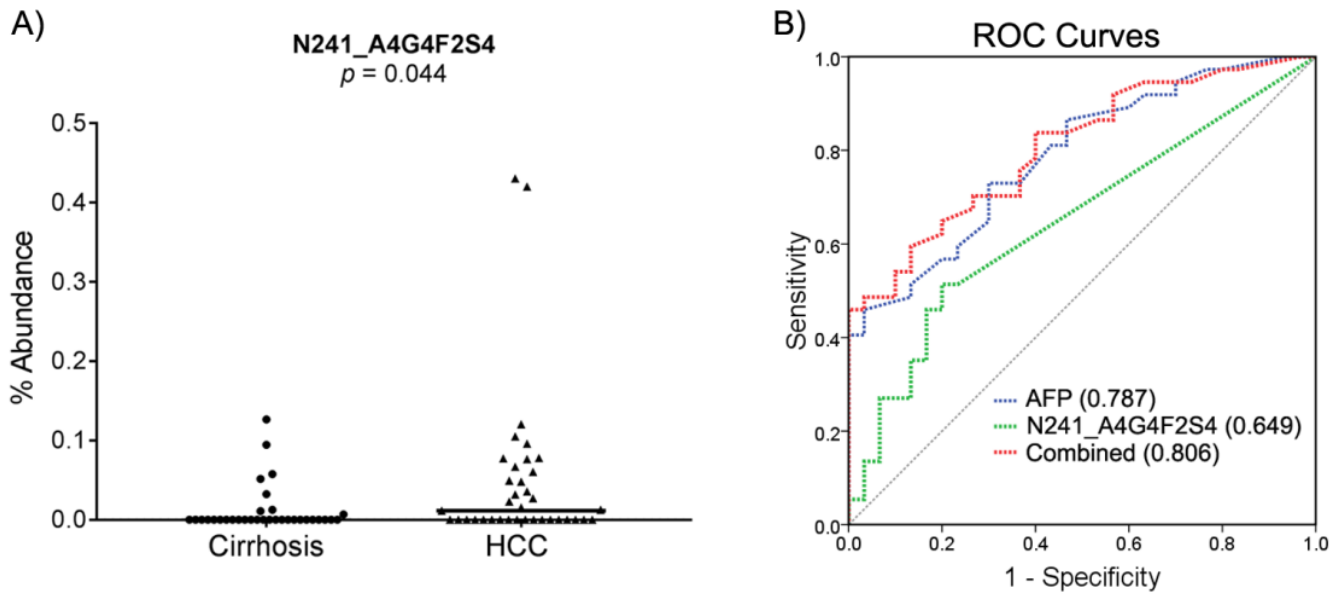 A)
N241_A4G4F2S4
p = 0.044
% Abundance
0.5
0.4
0.3
0.2
0.1
0.0
Cirrhosis
HCC
B)
ROC Curves
Sensitivity
1.0
0.8
0.6
0.4
0.2
0.0
AFP (0.787)
N241_A4G4F2S4 (0.649)
Combined (0.806)
0.0 0.2 0.4 0.6 0.8 1.0
1 - Specificity